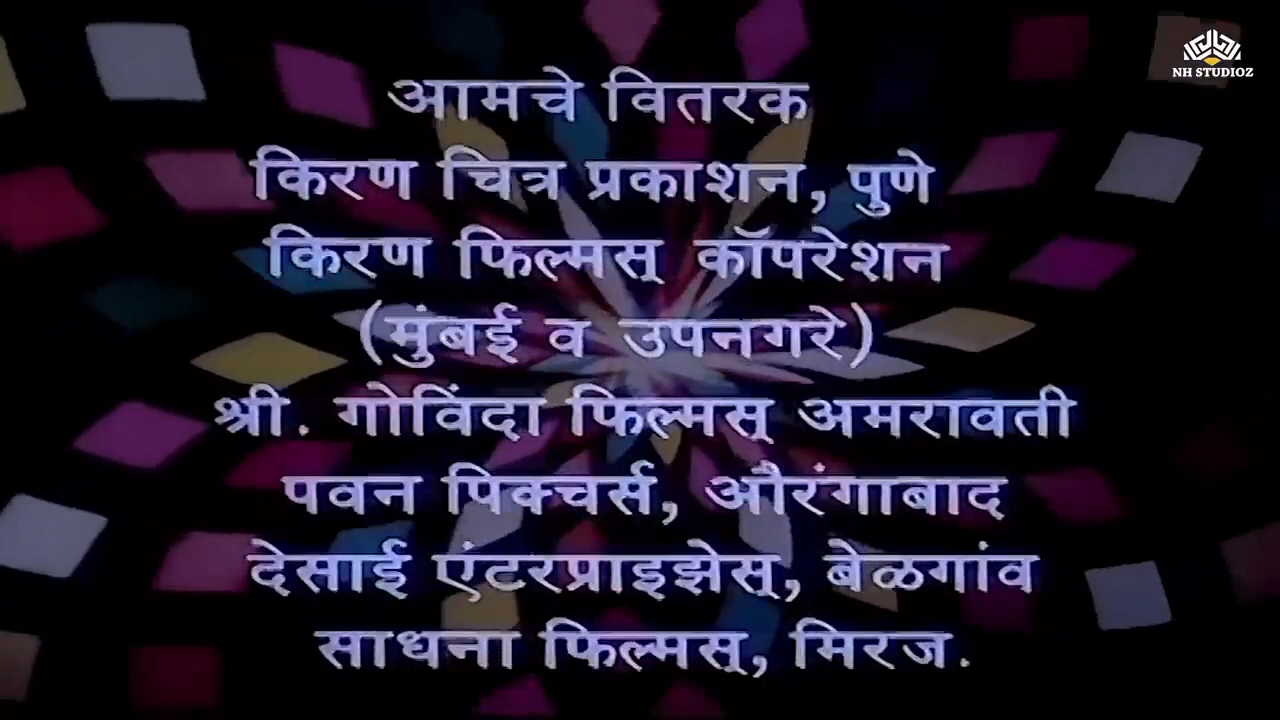 NH STUDIOZ
आमचे वितरक
किरण चित्र प्रकाशन, पुणे
किरण फिल्मस् कॉपरेशन
(मुंबई व उपनगरे)
श्री. गोविंदा फिल्मस् अमरावती
पवन पिक्चर्स, औरंगाबाद
देसाई एंटरप्राइझेस्, बेळगांव
साधना फिल्मस्, मिरज.